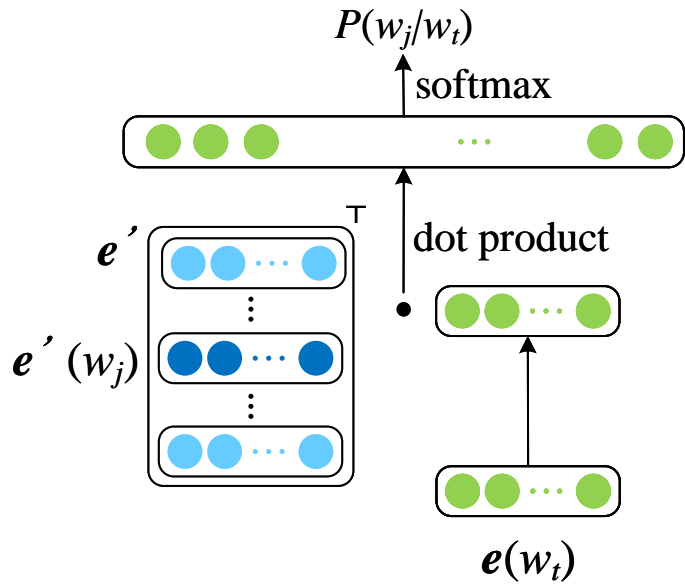 P(w_j/w_t)
softmax
...
⊤
e′
dot product
...
...
e′ (w_j)
...
...
...
...
e(w_t)